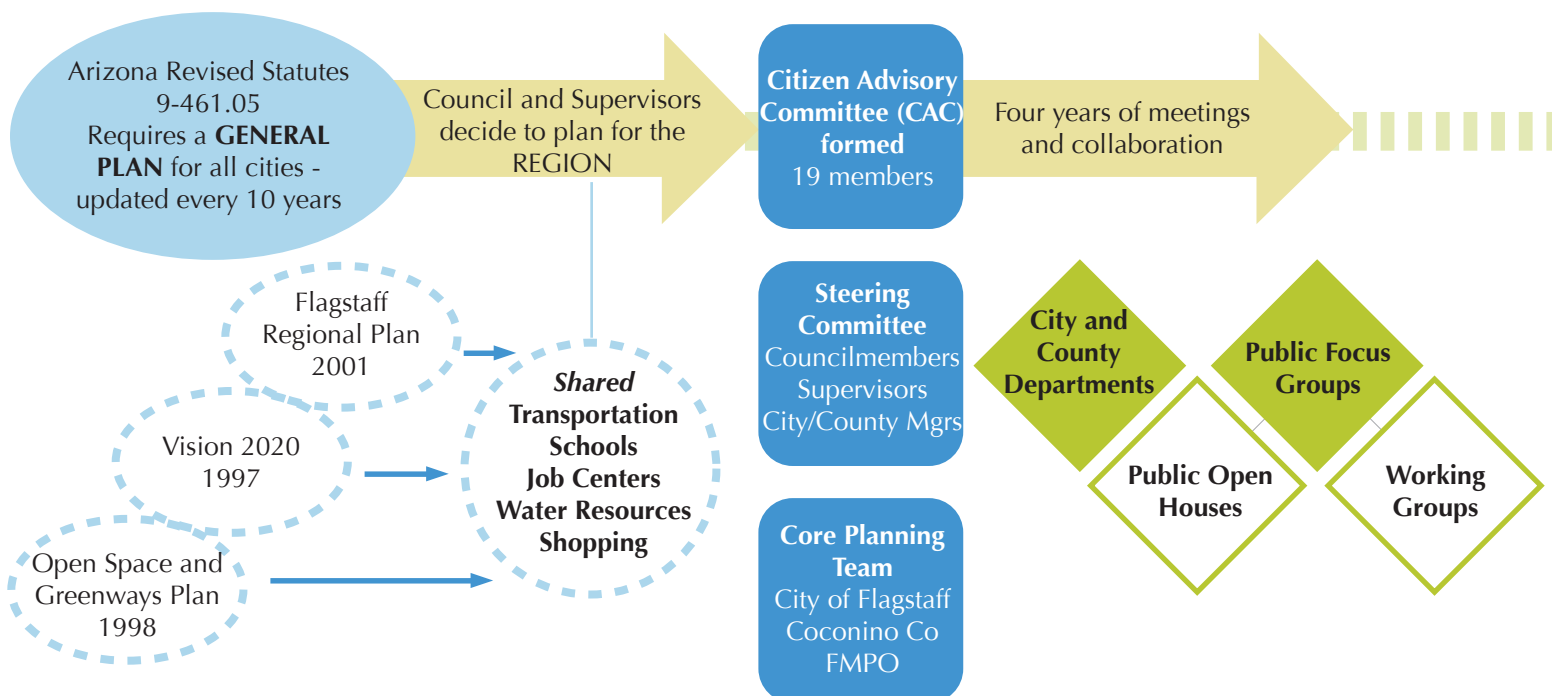 Arizona Revised Statutes
9-461.05
Requires a GENERAL
PLAN for all cities -
updated every 10 years
Council and Supervisors
decide to plan for the
REGION
Citizen Advisory
Committee (CAC)
formed
19 members
Four years of meetings
and collaboration
Flagstaff
Regional Plan
2001
Vision 2020
1997
Open Space and
Greenways Plan
1998
Shared
Transportation
Schools
Job Centers
Water Resources
Shopping
Steering
Committee
Councilmembers
Supervisors
City/County Mgrs
Core Planning
Team
City of Flagstaff
Coconino Co
FMPO
City and
County
Departments
Public Focus
Groups
Public Open
Houses
Working
Groups